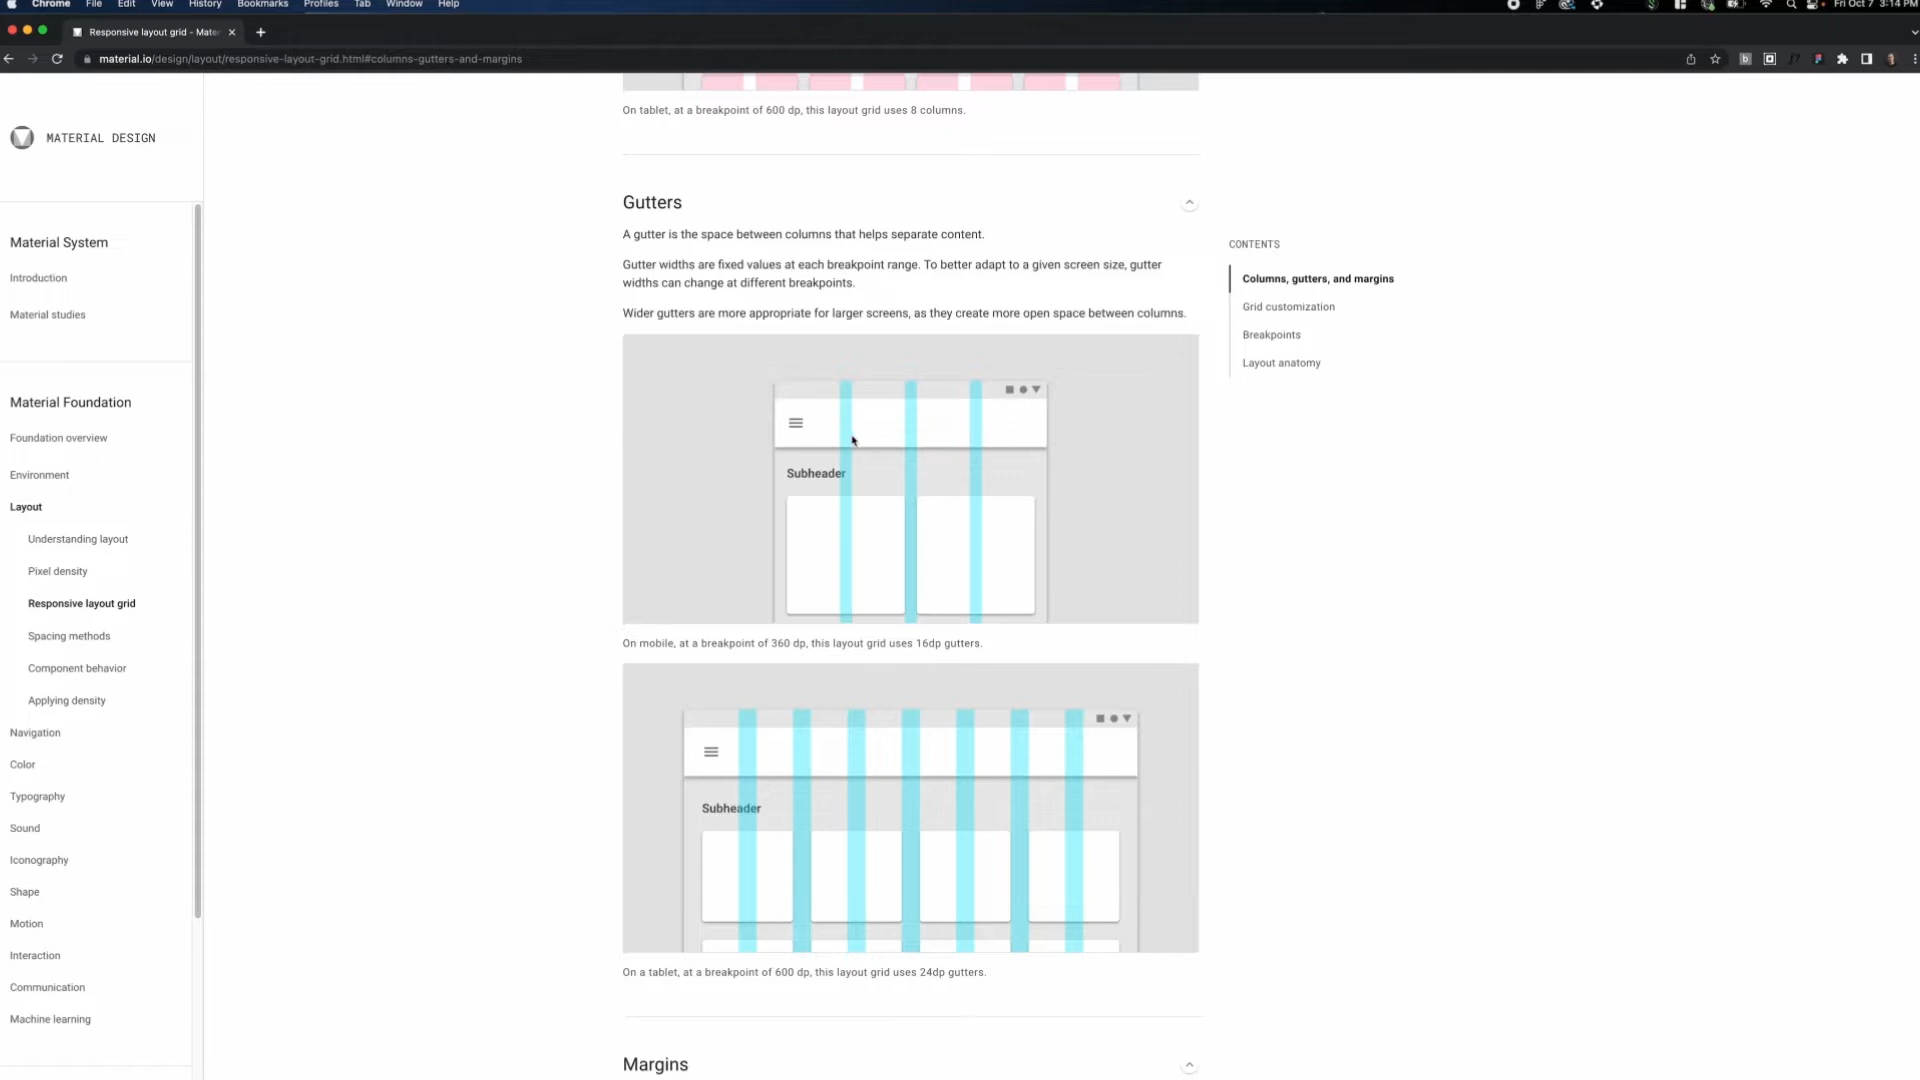 Chrome File Edit View History Bookmarks Profiles Tab Window Help
Fri Oct 7 3:14 PM
Responsive layout grid - Mate
material.io/design/layout/responsive-layout-grid.html#columns-gutters-and-margins
MATERIAL DESIGN
Material System
Introduction
Material studies
Material Foundation
Foundation overview
Environment
Layout
Understanding layout
Pixel density
Responsive layout grid
Spacing methods
Component behavior
Applying density
Navigation
Color
Typography
Sound
Iconography
Shape
Motion
Interaction
Communication
Machine learning
On tablet, at a breakpoint of 600 dp, this layout grid uses 8 columns.
Gutters
A gutter is the space between columns that helps separate content.
Gutter widths are fixed values at each breakpoint range. To better adapt to a given screen size, gutter
widths can change at different breakpoints.
Wider gutters are more appropriate for larger screens, as they create more open space between columns.
Subheader
On mobile, at a breakpoint of 360 dp, this layout grid uses 16dp gutters.
Subheader
On a tablet, at a breakpoint of 600 dp, this layout grid uses 24dp gutters.
Margins
CONTENTS
Columns, gutters, and margins
Grid customization
Breakpoints
Layout anatomy